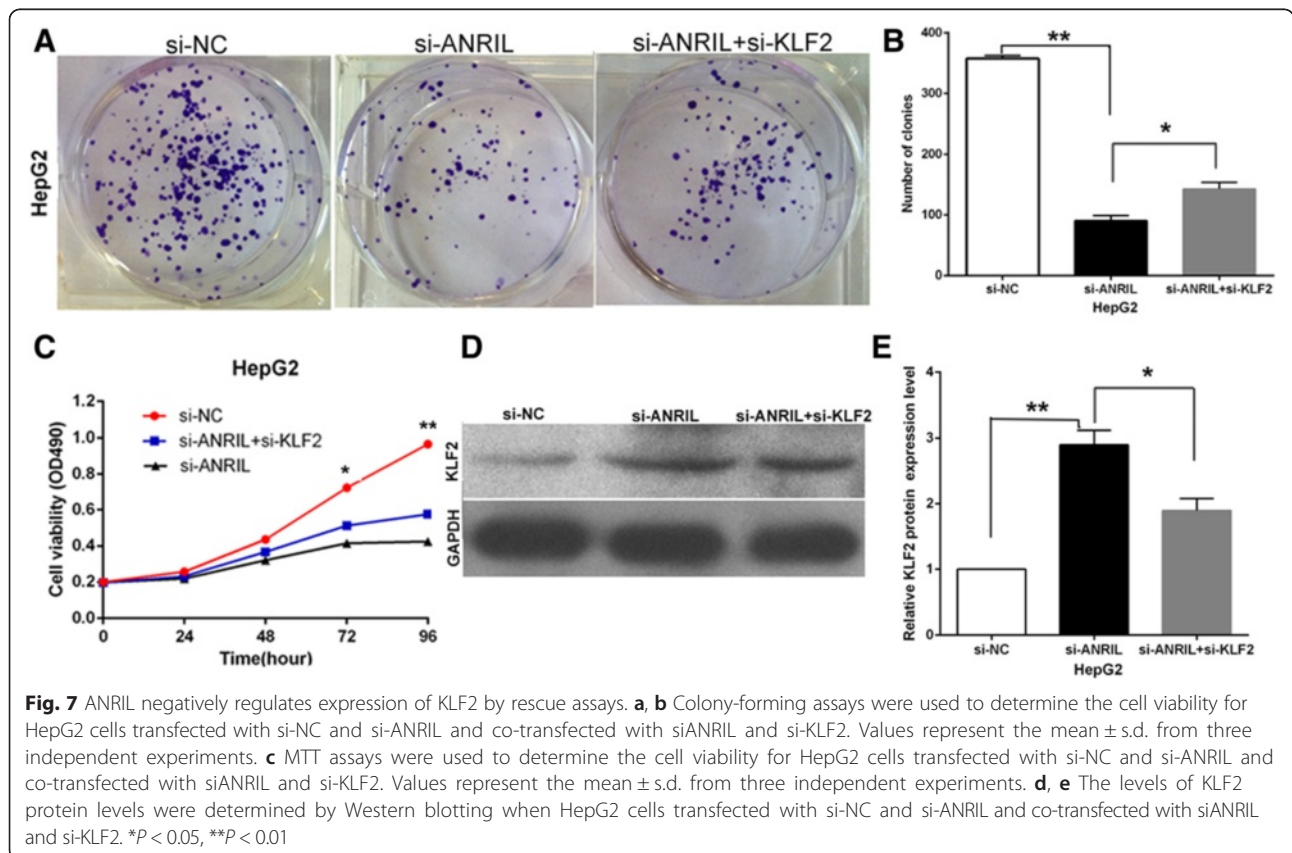 A
si-NC
si-ANRIL
si-ANRIL+si-KLF2
HepG2
B
400
300
200
100
0
Number of clonies
**
*
si-NC
si-ANRIL
si-ANRIL+si-KLF2
HepG2
C
HepG2
1.2
1.0
0.8
0.6
0.4
0.2
0.0
Cell viability (OD490)
si-NC
si-ANRIL+si-KLF2
si-ANRIL
*
**
0
24
48
72
96
Time(hour)
D
si-NC
si-ANRIL
si-ANRIL+si-KLF2
KLF2
GAPDH
E
4
3
2
1
0
Relative KLF2 protein expression level
**
*
si-NC
si-ANRIL
si-ANRIL+si-KLF2
HepG2
Fig. 7 ANRIL negatively regulates expression of KLF2 by rescue assays. a, b Colony-forming assays were used to determine the cell viability for
HepG2 cells transfected with si-NC and si-ANRIL and co-transfected with siANRIL and si-KLF2. Values represent the mean ± s.d. from three
independent experiments. c MTT assays were used to determine the cell viability for HepG2 cells transfected with si-NC and si-ANRIL and
co-transfected with siANRIL and si-KLF2. Values represent the mean ± s.d. from three independent experiments. d, e The levels of KLF2
protein levels were determined by Western blotting when HepG2 cells transfected with si-NC and si-ANRIL and co-transfected with siANRIL
and si-KLF2. *P < 0.05, **P < 0.01